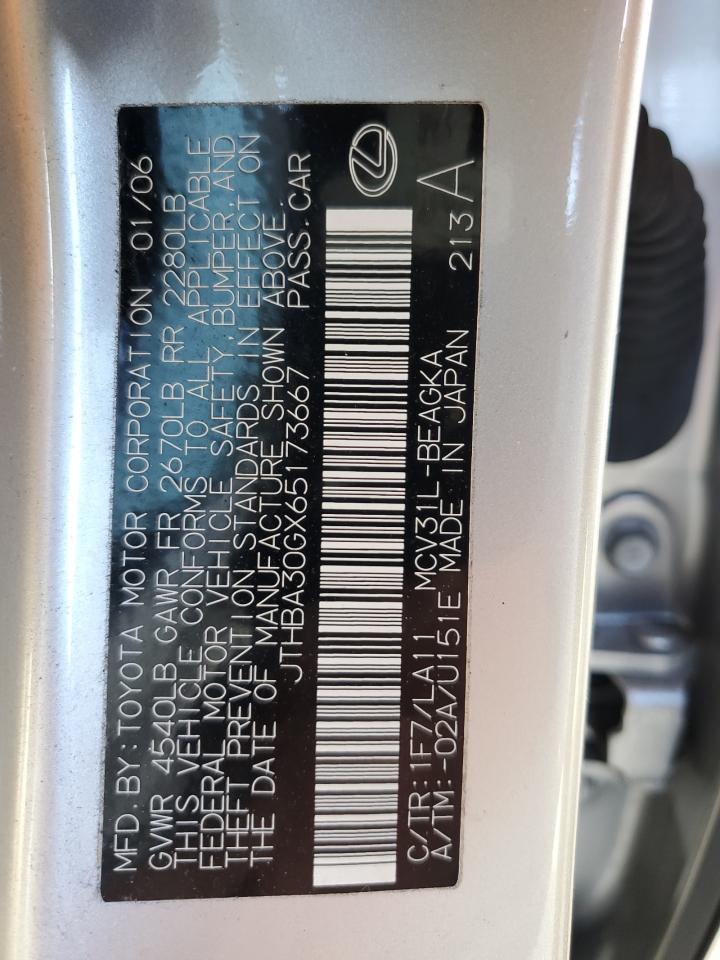 MFD.BY:TOYOTA MOTOR CORPORATION 01/06
GVWR 4540LB GAWR FR 2670LB RR 2280LB
THIS VEHICLE CONFORMS TO ALL APPLICABLE
FEDERAL MOTOR VEHICLE SAFETY, BUMPER, AND
THEFT PREVENTION STANDARDS IN EFFECT ON
THE DATE OF MANUFACTURE SHOWN ABOVE.
JTHBA30GX65173667 PASS.CAR
C/TR:1F7/LA11 MCV31L-BEAGKA
A/TM:-02A/U151E MADE IN JAPAN 213A